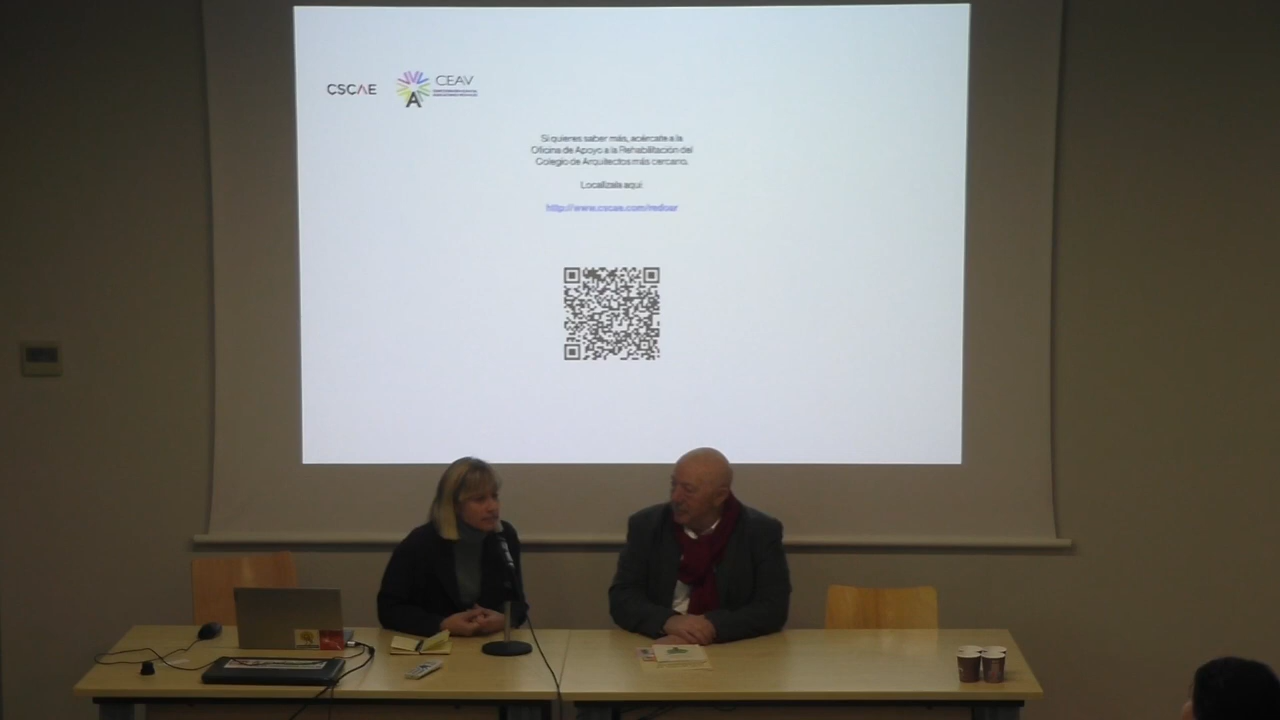 CSCAE
CEAV
Si quieres saber más, acércate a la
Oficina de Apoyo a la Rehabilitación del
Colegio de Arquitectos más cercano.
Localízala aquí
http://www.cscae.com/redoar